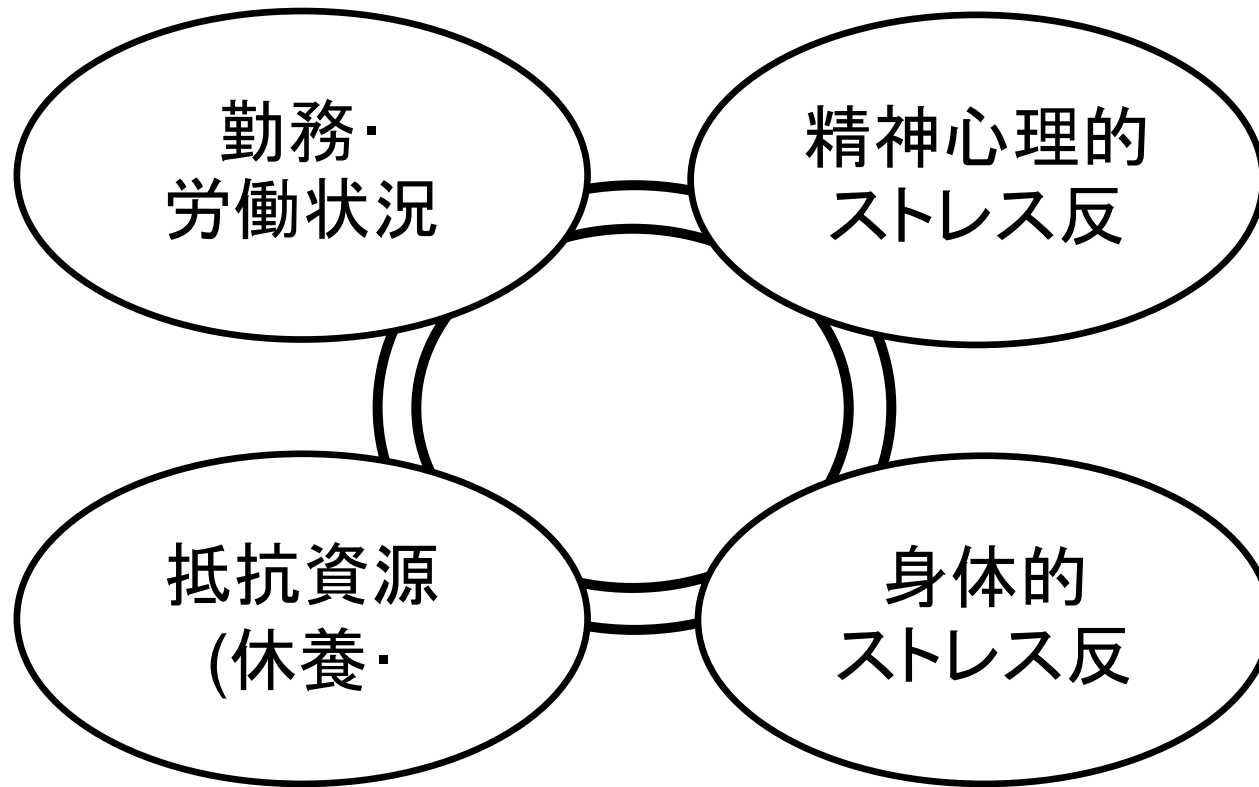 勤務・
労働状況
精神心理的
ストレス反
抵抗資源
(休養・
身体的
ストレス反